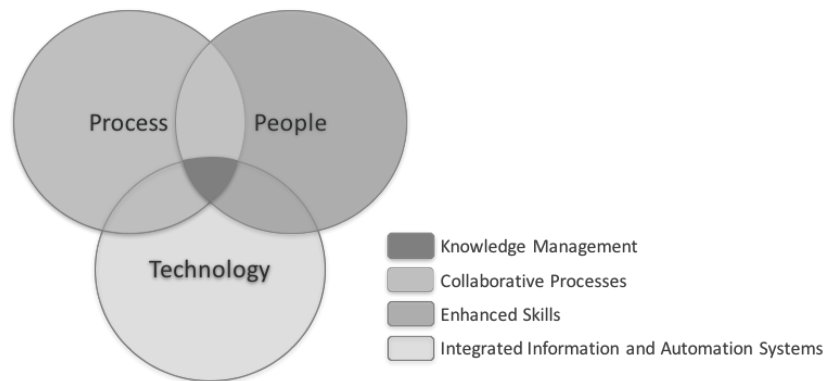 Process
People
Technology
Knowledge Management
Collaborative Processes
Enhanced Skills
Integrated Information and Automation Systems